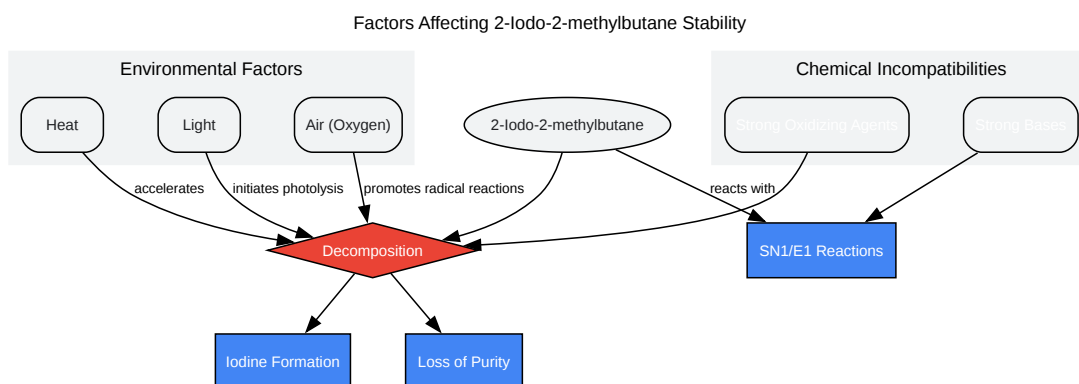 Factors Affecting 2-Iodo-2-methylbutane Stability
Environmental Factors
Chemical Incompatibilities
Heat
Light
Air (Oxygen)
2-Iodo-2-methylbutane
Strong Oxidizing Agents
Strong Bases
accelerates
initiates photolysis
promotes radical reactions
reacts with
Decomposition
SN1/E1 Reactions
Iodine Formation
Loss of Purity